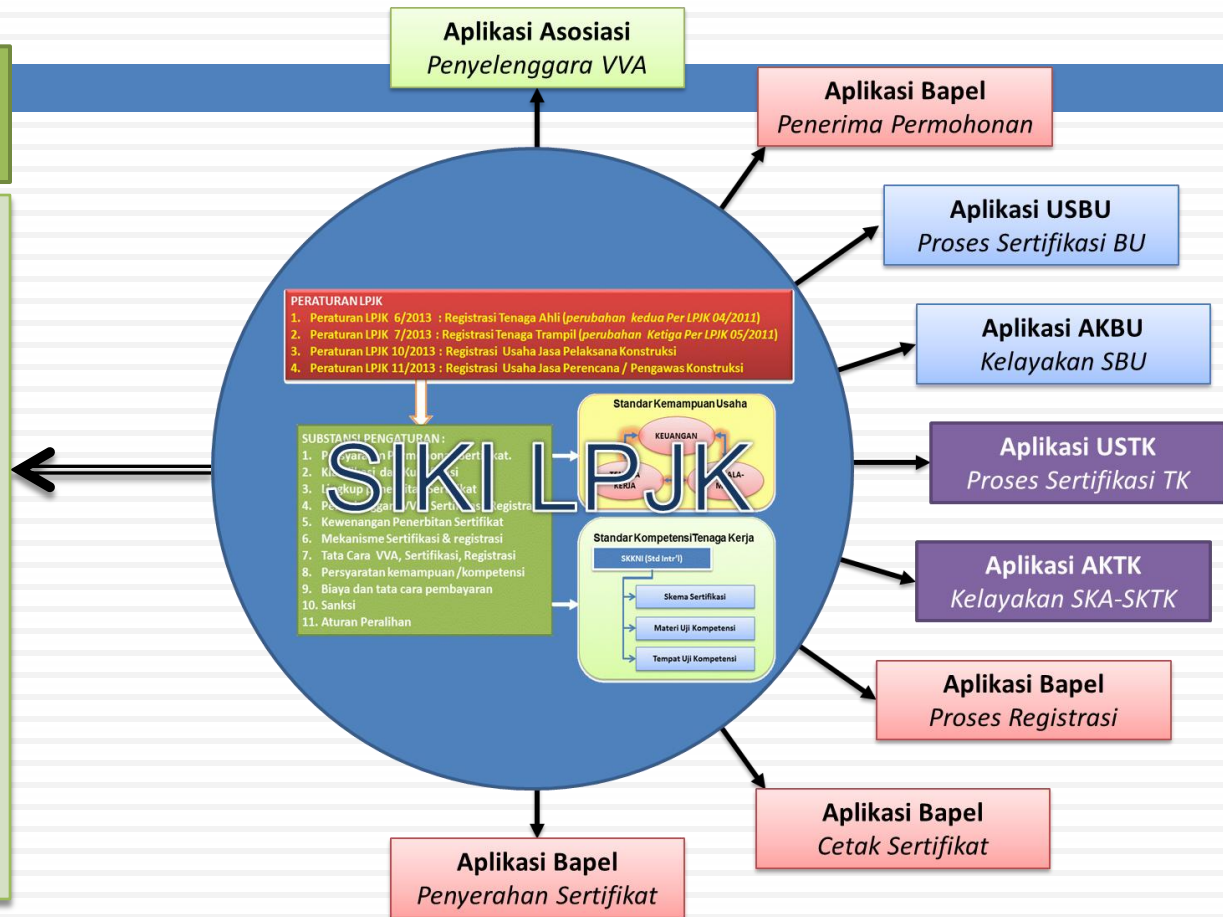 Aplikasi Asosiasi
Penyelenggara VVA
Aplikasi Bapel
Penerima Permohonan
Aplikasi USBU
Proses Sertifikasi BU
Aplikasi AKBU
Kelayakan SBU
Aplikasi USTK
Proses Sertifikasi TK
Aplikasi AKTK
Kelayakan SKA-SKTK
Aplikasi Bapel
Proses Registrasi
Aplikasi Bapel
Cetak Sertifikat
Aplikasi Bapel
Penyerahan Sertifikat
PERATURAN LPJK
1. Peraturan LPJK 6/2013 : Registrasi Tenaga Ahli (perubahan kedua Per LPJK 04/2011)
2. Peraturan LPJK 7/2013 : Registrasi Tenaga Trampil (perubahan Ketiga Per LPJK 05/2011)
3. Peraturan LPJK 10/2013 : Registrasi Usaha Jasa Pelaksana Konstruksi
4. Peraturan LPJK 11/2013 : Registrasi Usaha Jasa Perencana / Pengawas Konstruksi
SIKI LPJK
SUBSTANSI PENGATURAN :
1.
2.
3.
4.
5. Kewenangan Penerbitan Sertifikat
6. Mekanisme Sertifikasi & registrasi
7. Tata Cara VVA, Sertifikasi, Registrasi
8. Persyaratan kemampuan /kompetensi
9. Biaya dan tata cara pembayaran
10. Sanksi
11. Aturan Peralihan
Standar Kemampuan Usaha
KEUANGAN
KERJA
Standar Kompetensi Tenaga Kerja
SKKNI (Std Intr'l)
Skema Sertifikasi
Materi Uji Kompetensi
Tempat Uji Kompetensi